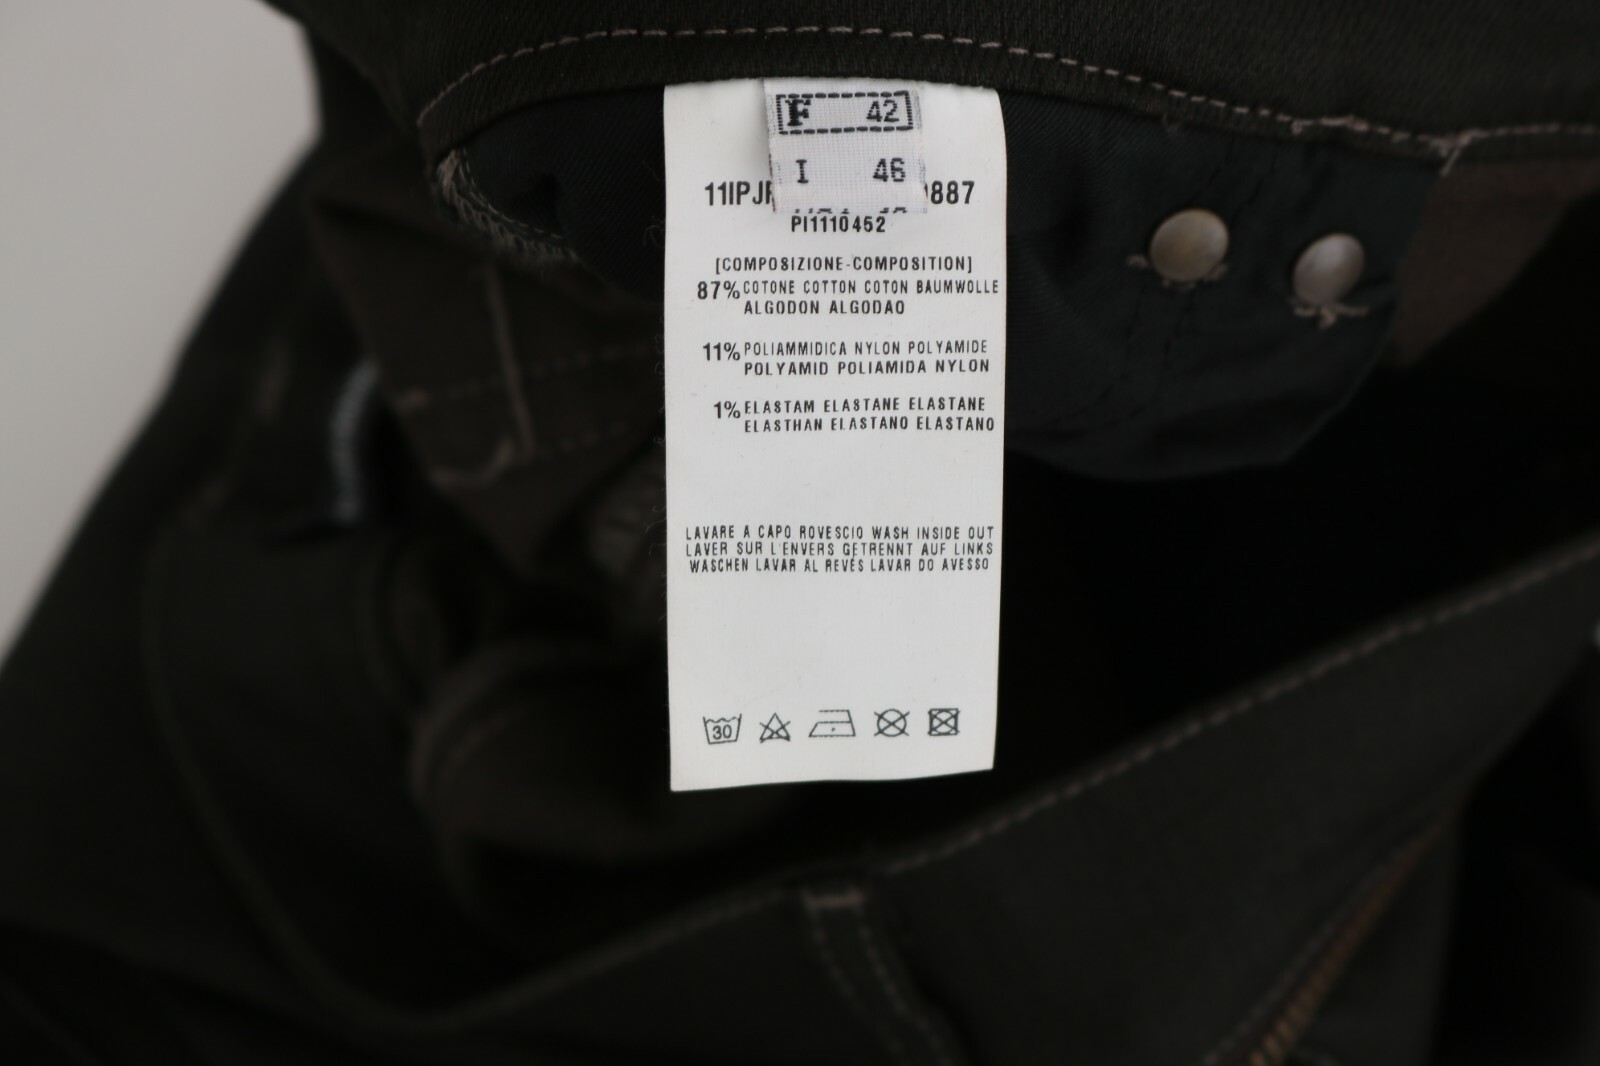 F 42
I 46
11IPJ 887
PI1110452
[COMPOSIZIONE-COMPOSITION]
87% COTONE COTTON COTON BAUMWOLLE
ALGODON ALGODAO
11% POLIAMMIDICA NYLON POLYAMIDE
POLYAMID POLIAMIDA NYLON
1% ELASTAM ELASTANE ELASTANE
ELASTHAN ELASTANO ELASTANO
LAVARE A CAPO ROVESCIO WASH INSIDE OUT
LAVER SUR L'ENVERS GETRENNT AUF LINKS
WASCHEN LAVAR AL REVÉS LAVAR DO AVESSO
30